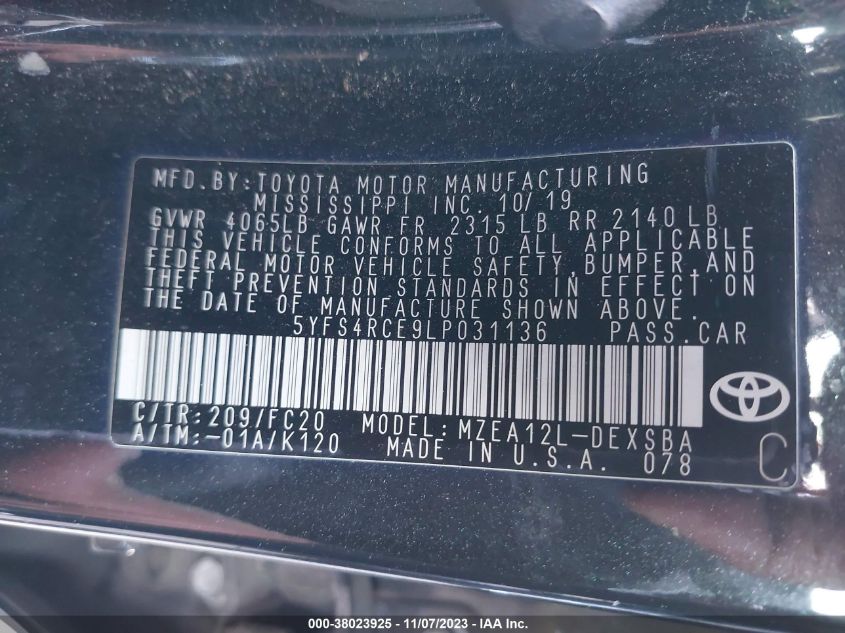 MFD. BY: TOYOTA MOTOR MANUFACTURING
MISSISSIPPI INC. 10/19
GVWR 4065LB GAWR FR 2315 LB RR 2140 LB
THIS VEHICLE CONFORMS TO ALL APPLICABLE
FEDERAL MOTOR VEHICLE SAFETY, BUMPER, AND
THEFT PREVENTION STANDARDS IN EFFECT ON
THE DATE OF MANUFACTURE SHOWN ABOVE.
5YFS4RCE9LP031136 PASS. CAR
C/TR: 209/FC20 MODEL: MZEA12L-DEXSBA
A/TM: -01A/K120 MADE IN U.S.A. 078 C
000-38023925 - 11/07/2023 - IAA Inc.